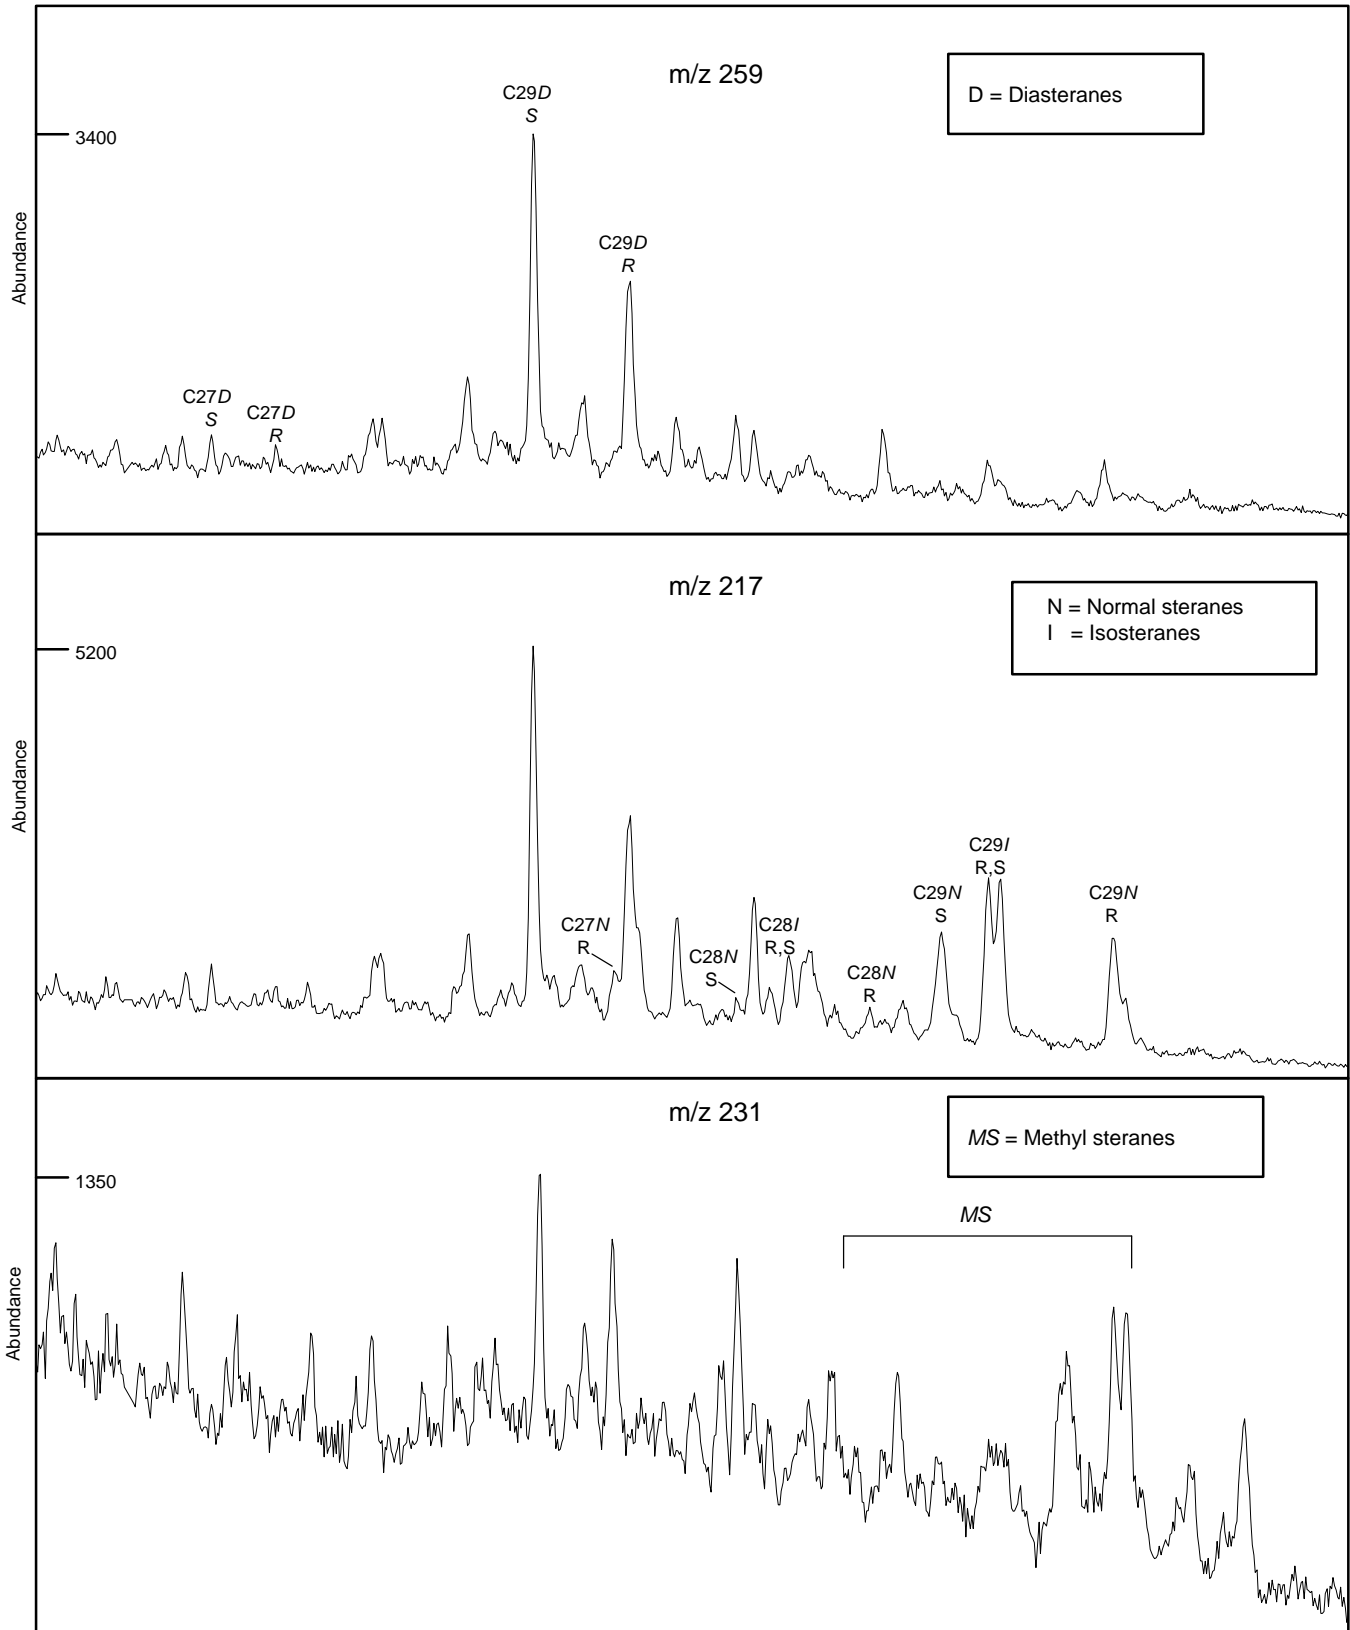 m/z 259
D = Diasteranes
C29D
S
3400
Abundance
C29D
R
C27D
S
C27D
R
m/z 217
N = Normal steranes
I = Isosteranes
5200
Abundance
C29I
R,S
C29N
S
C29N
R
C27N
R
C28I
R,S
C28N
S
C28N
R
m/z 231
MS = Methyl steranes
1350
MS
Abundance